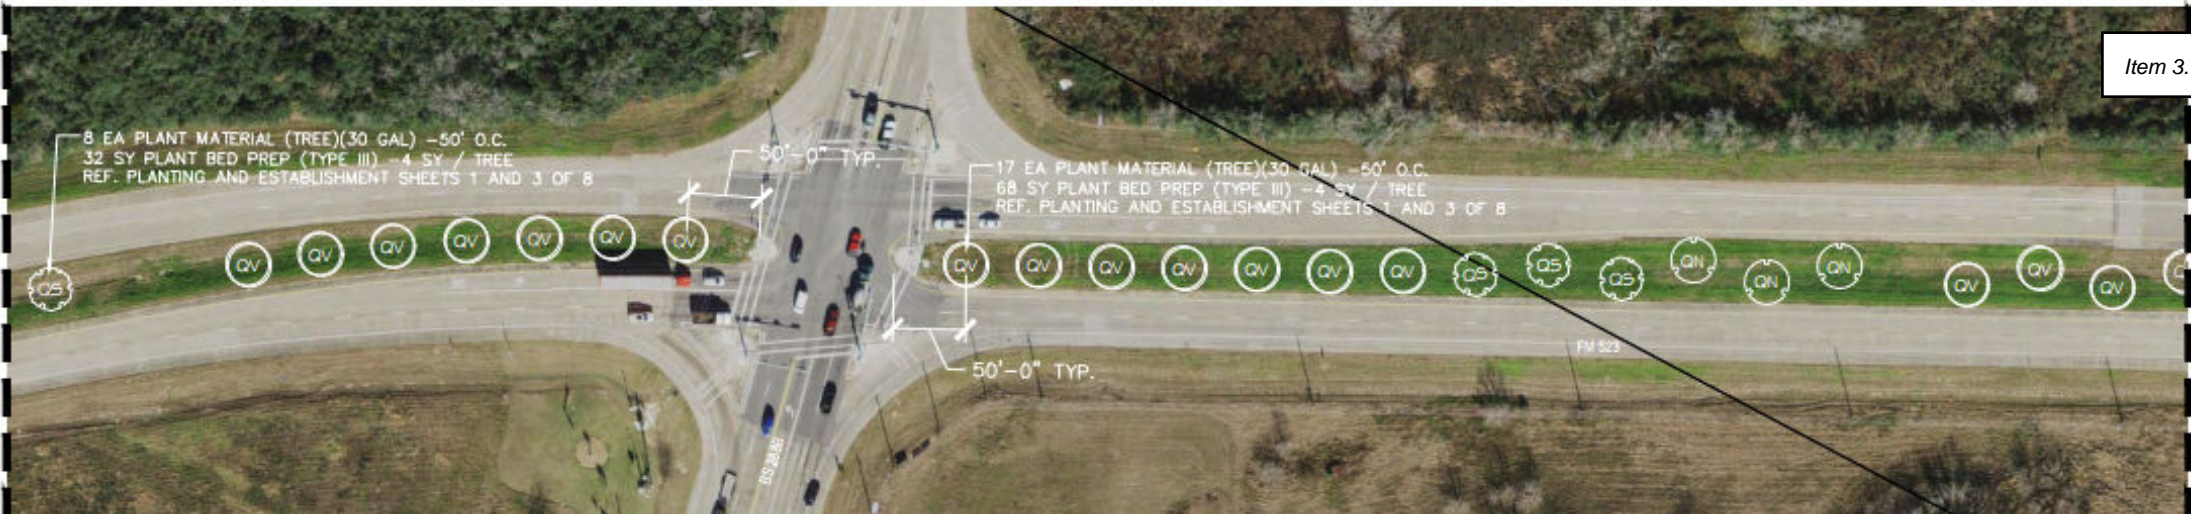 Item 3.
8 EA PLANT MATERIAL (TREE)(30 GAL) -50' O.C.
32 SY PLANT BED PREP (TYPE III) -4 SY / TREE
REF. PLANTING AND ESTABLISHMENT SHEETS 1 AND 3 OF 8
50'-0" TYP.
17 EA PLANT MATERIAL (TREE)(30 GAL) -50' O.C.
68 SY PLANT BED PREP (TYPE III) -4 SY / TREE
REF. PLANTING AND ESTABLISHMENT SHEETS 1 AND 3 OF 8
QS QV QV QV QV QV QV QV QV QV QV QV QV QV QV QS QS QS QN QN QN QV QV QV
50'-0" TYP.
FM 523